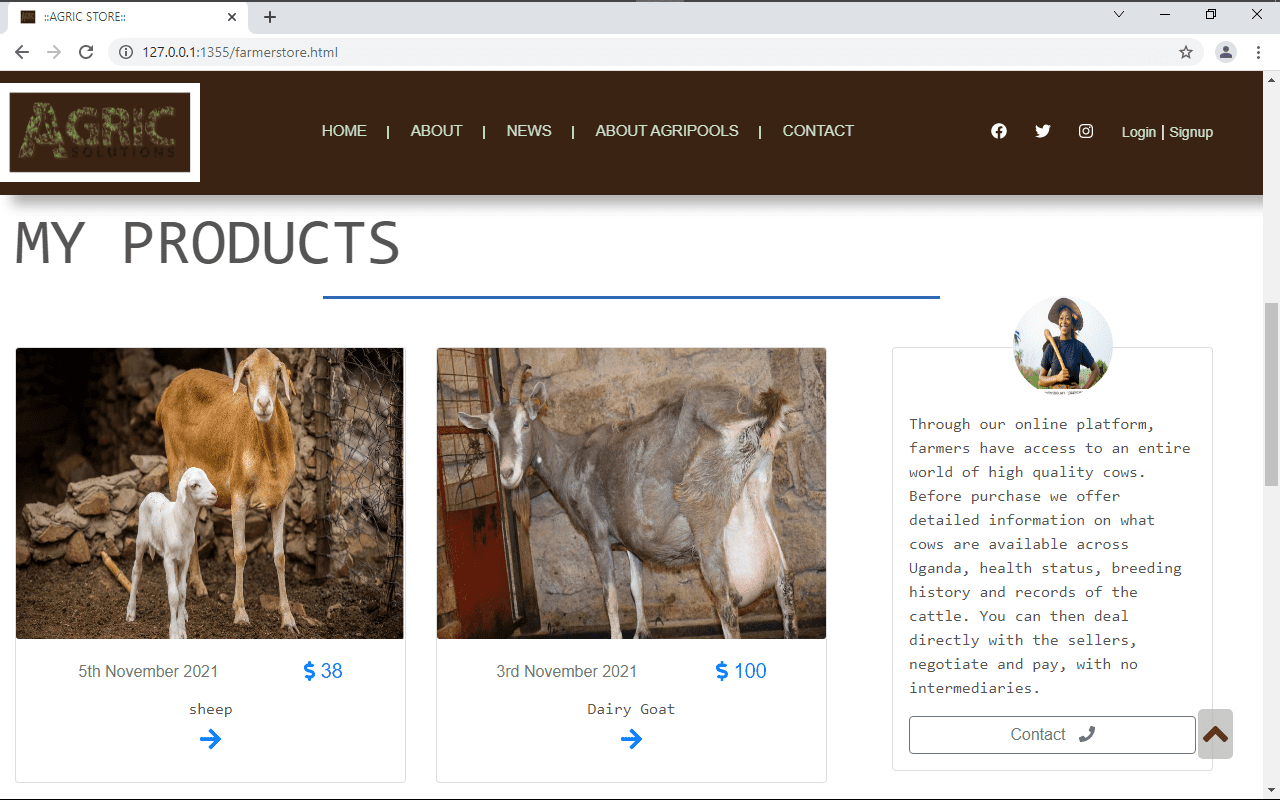 ::AGRIC STORE::
127.0.0.1:1355/farmerstore.html
AGRIC
SOLUTIONS
HOME | ABOUT | NEWS | ABOUT AGRIPOOLS | CONTACT
Login | Signup
MY PRODUCTS
5th November 2021 $ 38
sheep
3rd November 2021 $ 100
Dairy Goat
Through our online platform,
farmers have access to an entire
world of high quality cows.
Before purchase we offer
detailed information on what
cows are available across
Uganda, health status, breeding
history and records of the
cattle. You can then deal
directly with the sellers,
negotiate and pay, with no
intermediaries.
Contact